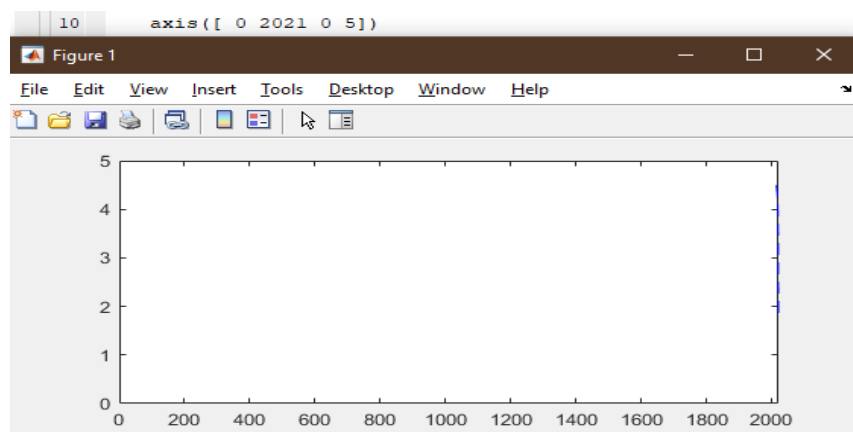 10 axis([ 0 2021 0 5])
Figure 1
File Edit View Insert Tools Desktop Window Help
5
4
3
2
1
0
0 200 400 600 800 1000 1200 1400 1600 1800 2000